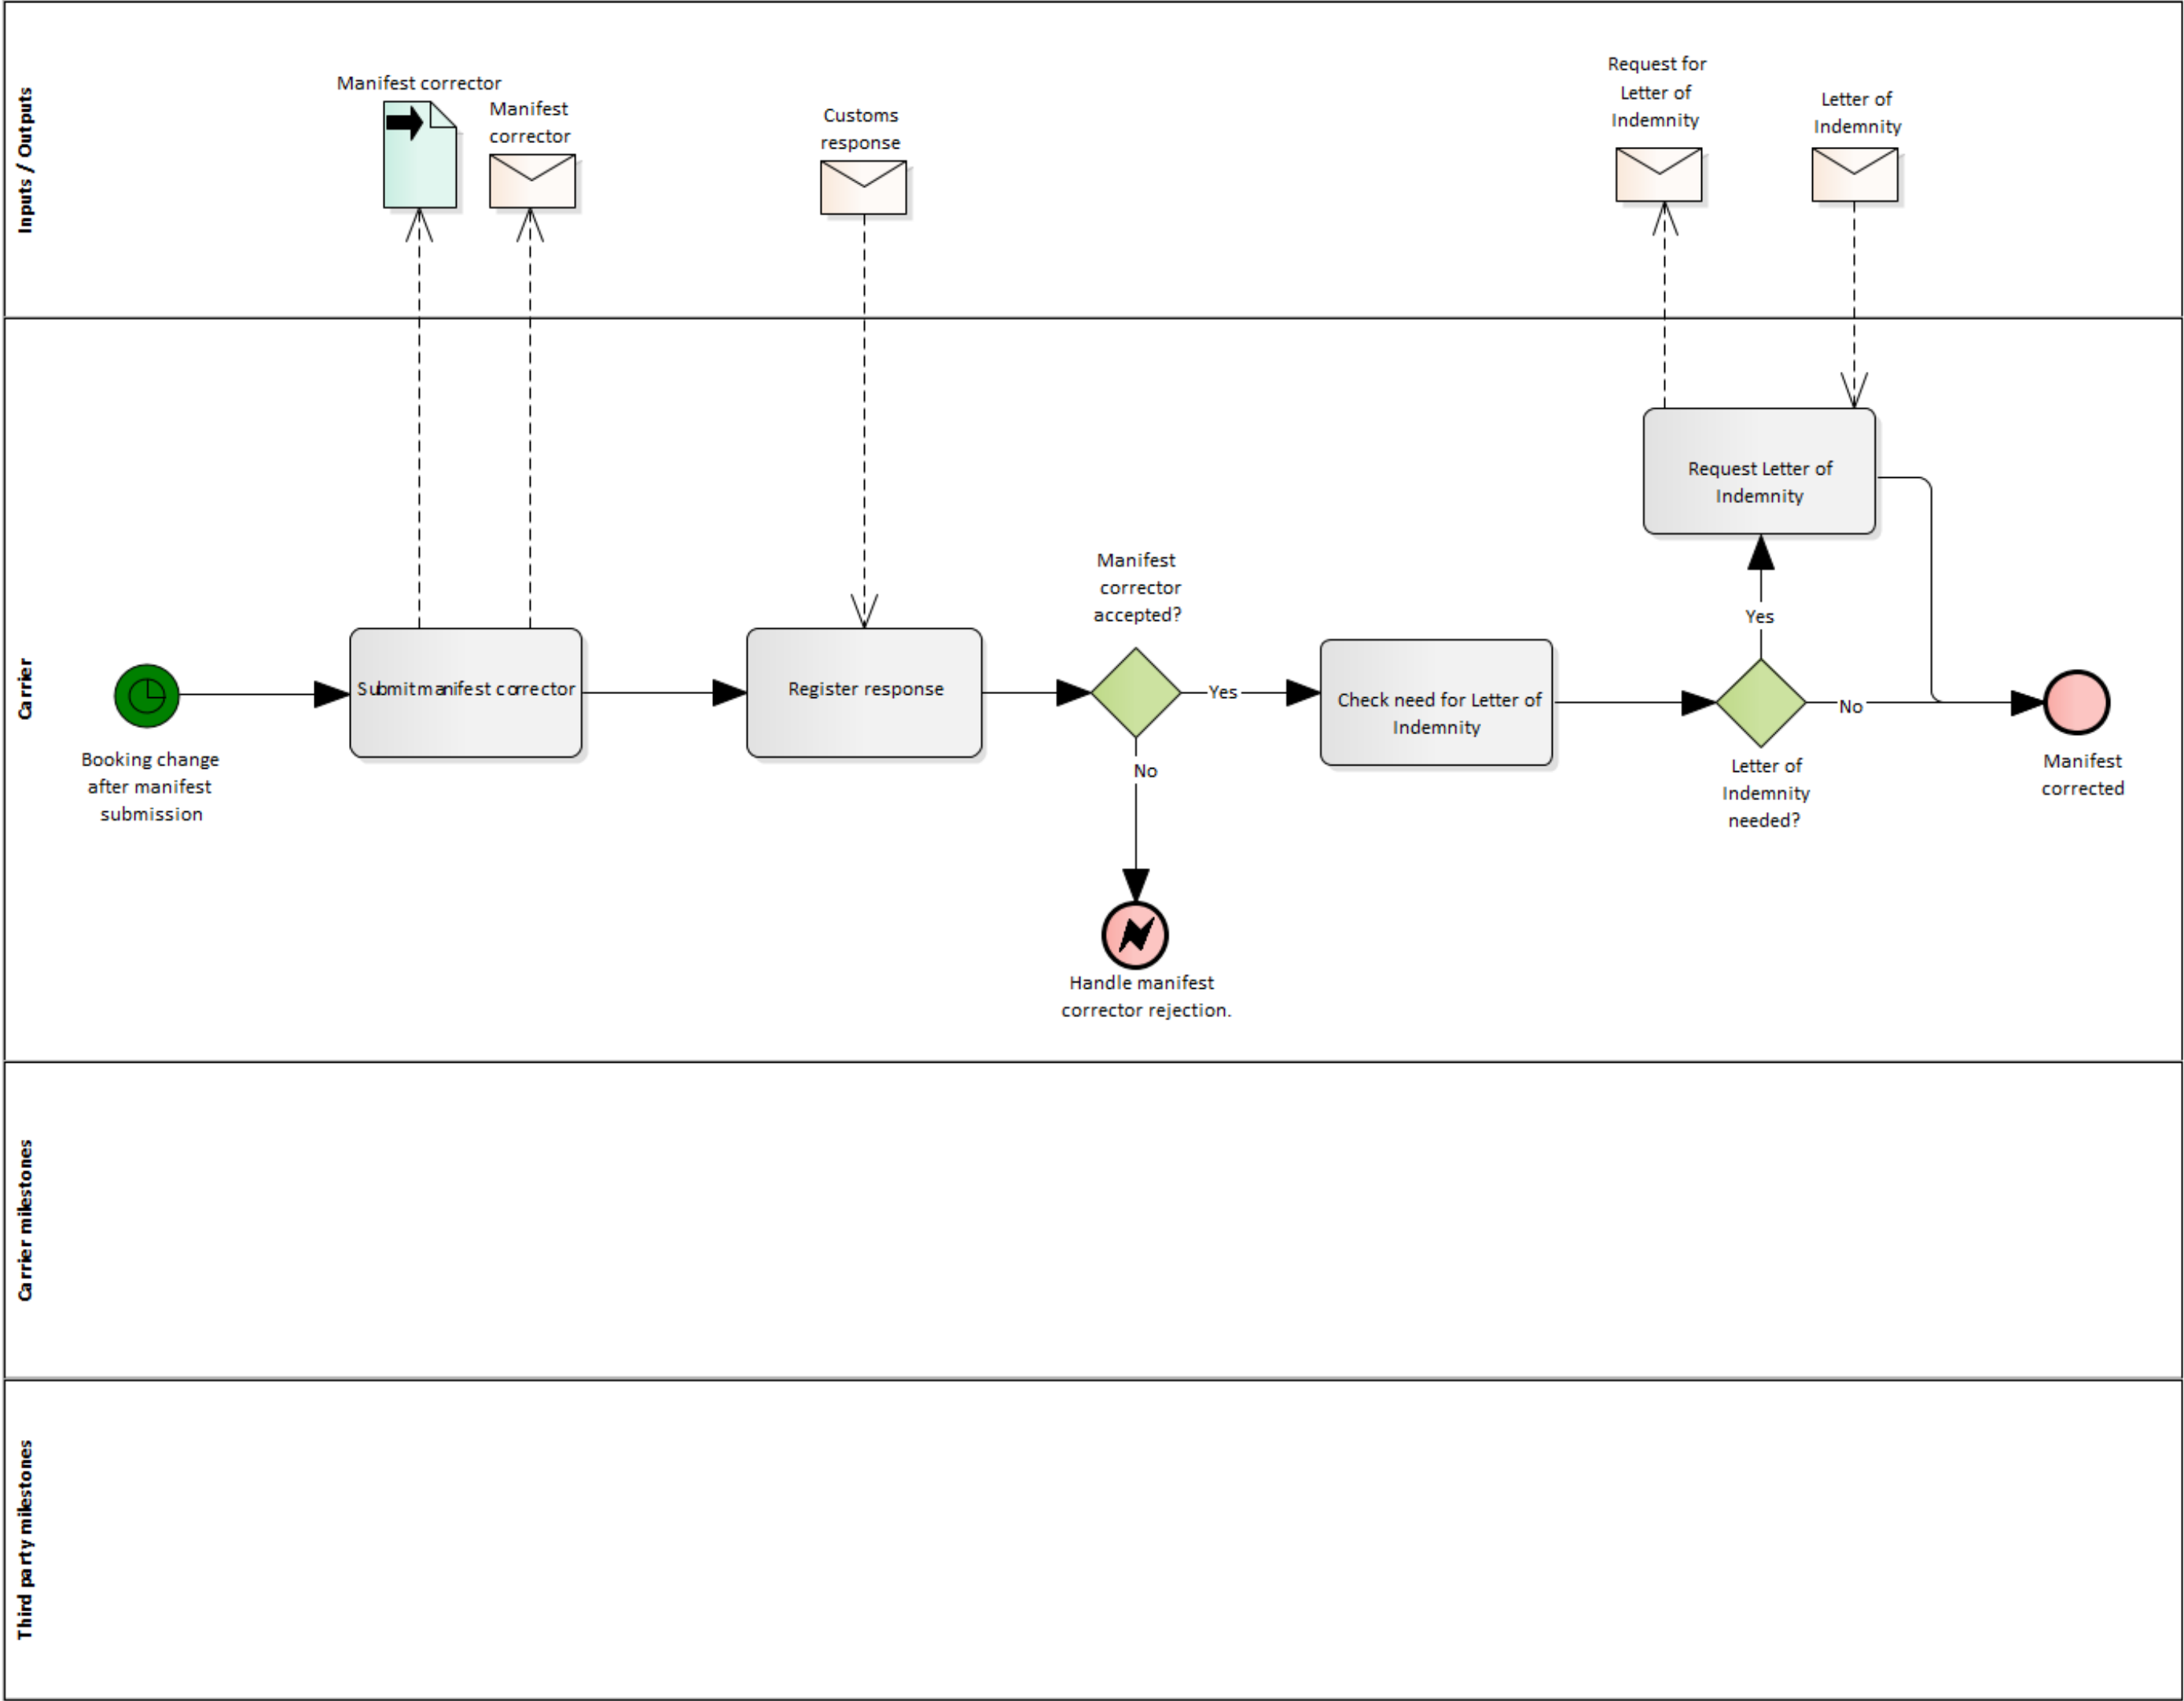 Inputs / Outputs
Manifest corrector
Manifest
corrector
Customs
response
Request for
Letter of
Indemnity
Letter of
Indemnity
Carrier
Booking change
after manifest
submission
Submit manifest corrector
Register response
Manifest
corrector
accepted?
Yes
No
Handle manifest
corrector rejection.
Check need for Letter of
Indemnity
Request Letter of
Indemnity
Yes
No
Letter of
Indemnity
needed?
Manifest
corrected
Carrier milestones
Third party milestones